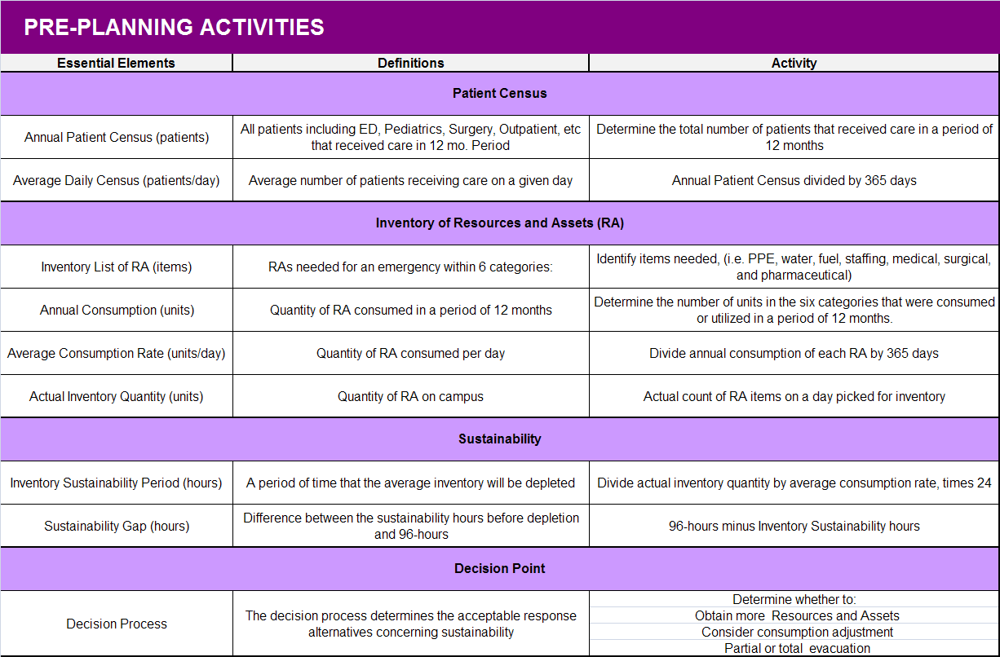 PRE-PLANNING ACTIVITIES
Essential Elements
Definitions
Activity
Patient Census
Annual Patient Census (patients)
All patients including ED, Pediatrics, Surgery, Outpatient, etc
that received care in 12 mo. Period
Determine the total number of patients that received care in a period of
12 months
Average Daily Census (patients/day)
Average number of patients receiving care on a given day
Annual Patient Census divided by 365 days
Inventory of Resources and Assets (RA)
Inventory List of RA (items)
RAs needed for an emergency within 6 categories:
Identify items needed, (i.e. PPE, water, fuel, staffing, medical, surgical,
and pharmaceutical)
Annual Consumption (units)
Quantity of RA consumed in a period of 12 months
Determine the number of units in the six categories that were consumed
or utilized in a period of 12 months.
Average Consumption Rate (units/day)
Quantity of RA consumed per day
Divide annual consumption of each RA by 365 days
Actual Inventory Quantity (units)
Quantity of RA on campus
Actual count of RA items on a day picked for inventory
Sustainability
Inventory Sustainability Period (hours)
A period of time that the average inventory will be depleted
Divide actual inventory quantity by average consumption rate, times 24
Sustainability Gap (hours)
Difference between the sustainability hours before depletion
and 96-hours
96-hours minus Inventory Sustainability hours
Decision Point
Decision Process
The decision process determines the acceptable response
alternatives concerning sustainability
Determine whether to:
Obtain more  Resources and Assets
Consider consumption adjustment
Partial or total  evacuation